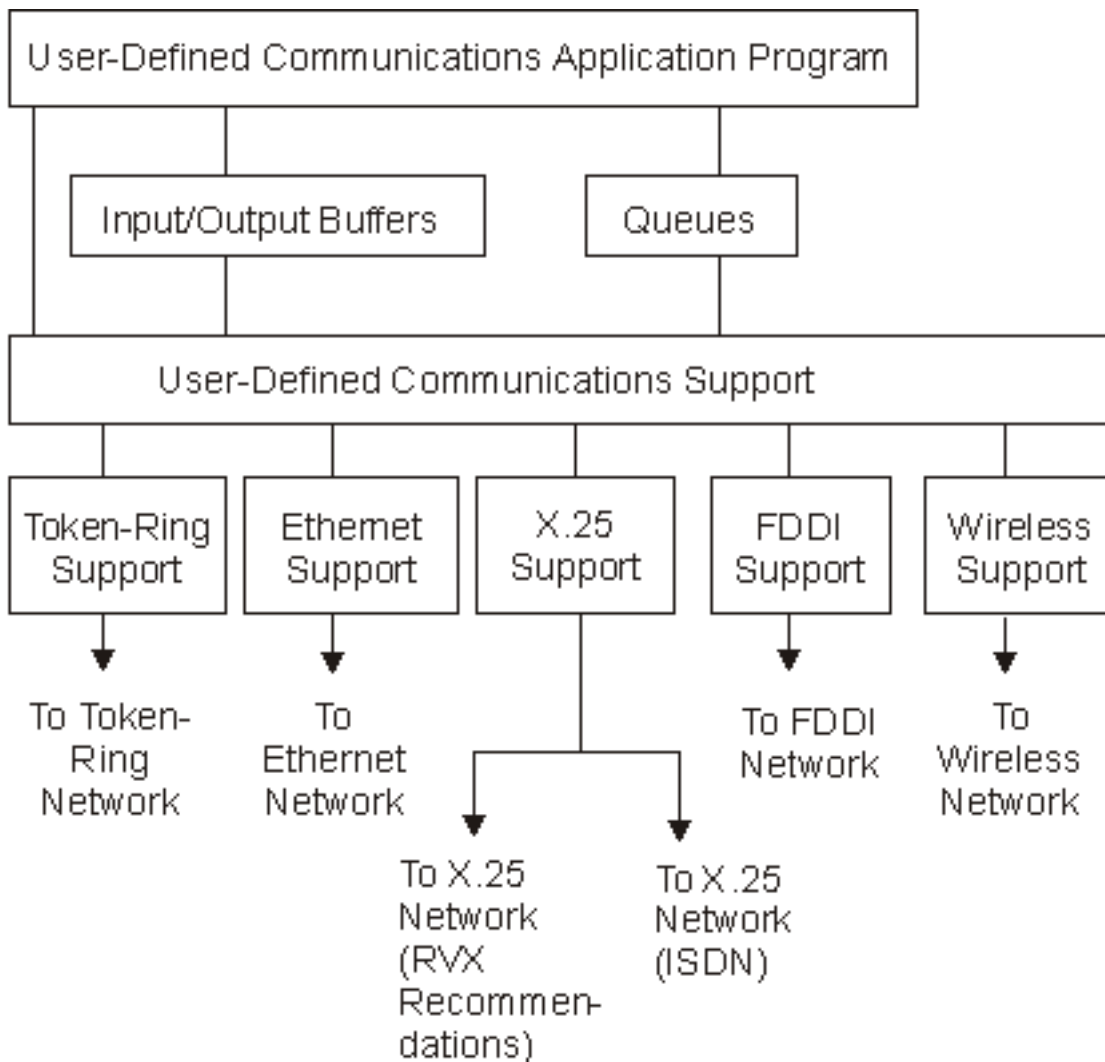 User-Defined Communications Application Program
Input/Output Buffers
Queues
User-Defined Communications Support
Token-Ring
Support
Ethernet
Support
X.25
Support
FDDI
Support
Wireless
Support
To Token-
Ring
Network
To
Ethernet
Network
To FDDI
Network
To
Wireless
Network
To X.25
Network
(RVX
Recommen-
dations)
To X.25
Network
(ISDN)